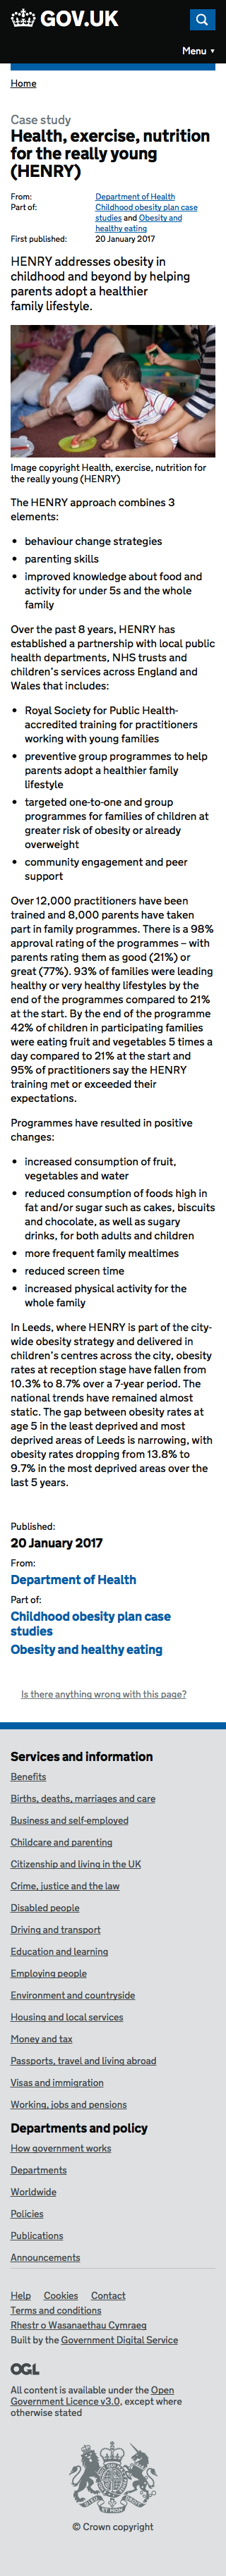 GOV.UK
Menu ▼
Home
Case study
Health, exercise, nutrition
for the really young
(HENRY)
From: Department of Health
Part of: Childhood obesity plan case
studies and Obesity and
healthy eating
First published: 20 January 2017
HENRY addresses obesity in
childhood and beyond by helping
parents adopt a healthier
family lifestyle.
Image copyright Health, exercise, nutrition for
the really young (HENRY)
The HENRY approach combines 3
elements:
• behaviour change strategies
• parenting skills
• improved knowledge about food and
activity for under 5s and the whole
family
Over the past 8 years, HENRY has
established a partnership with local public
health departments, NHS trusts and
children's services across England and
Wales that includes:
• Royal Society for Public Health-
accredited training for practitioners
working with young families
• preventive group programmes to help
parents adopt a healthier family
lifestyle
• targeted one-to-one and group
programmes for families of children at
greater risk of obesity or already
overweight
• community engagement and peer
support
Over 12,000 practitioners have been
trained and 8,000 parents have taken
part in family programmes. There is a 98%
approval rating of the programmes – with
parents rating them as good (21%) or
great (77%). 93% of families were leading
healthy or very healthy lifestyles by the
end of the programmes compared to 21%
at the start. By the end of the programme
42% of children in participating families
were eating fruit and vegetables 5 times a
day compared to 21% at the start and
95% of practitioners say the HENRY
training met or exceeded their
expectations.
Programmes have resulted in positive
changes:
• increased consumption of fruit,
vegetables and water
• reduced consumption of foods high in
fat and/or sugar such as cakes, biscuits
and chocolate, as well as sugary
drinks, for both adults and children
• more frequent family mealtimes
• reduced screen time
• increased physical activity for the
whole family
In Leeds, where HENRY is part of the city-
wide obesity strategy and delivered in
children's centres across the city, obesity
rates at reception stage have fallen from
10.3% to 8.7% over a 7-year period. The
national trends have remained almost
static. The gap between obesity rates at
age 5 in the least deprived and most
deprived areas of Leeds is narrowing, with
obesity rates dropping from 13.8% to
9.7% in the most deprived areas over the
last 5 years.
Published:
20 January 2017
From:
Department of Health
Part of:
Childhood obesity plan case
studies
Obesity and healthy eating
Is there anything wrong with this page?
Services and information
Benefits
Births, deaths, marriages and care
Business and self-employed
Childcare and parenting
Citizenship and living in the UK
Crime, justice and the law
Disabled people
Driving and transport
Education and learning
Employing people
Environment and countryside
Housing and local services
Money and tax
Passports, travel and living abroad
Visas and immigration
Working, jobs and pensions
Departments and policy
How government works
Departments
Worldwide
Policies
Publications
Announcements
Help Cookies Contact
Terms and conditions
Rhestr o Wasanaethau Cymraeg
Built by the Government Digital Service
OGL
All content is available under the Open
Government Licence v3.0, except where
otherwise stated
© Crown copyright